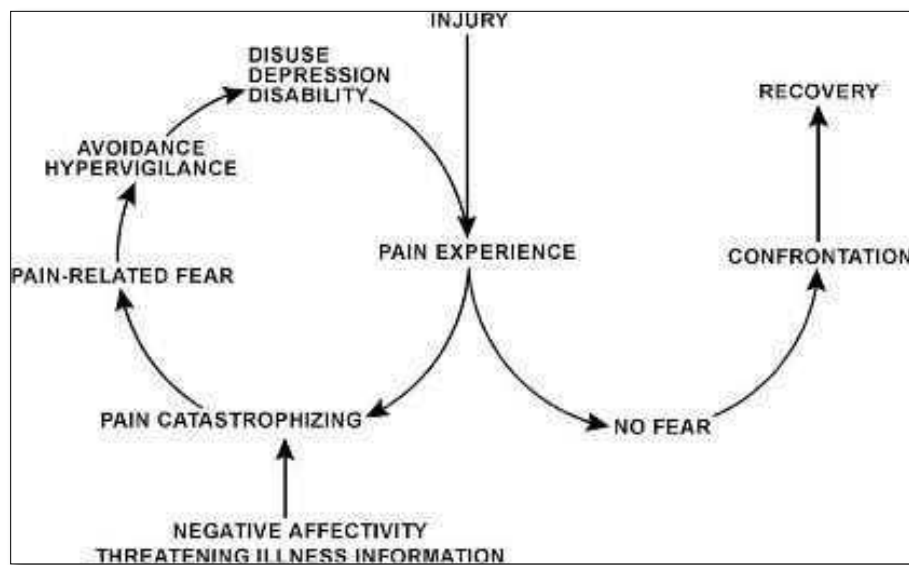 INJURY
DISUSE
DEPRESSION
DISABILITY
RECOVERY
AVOIDANCE
HYPERVIGILANCE
PAIN EXPERIENCE
CONFRONTATION
PAIN-RELATED FEAR
PAIN CATASTROPHIZING
NO FEAR
NEGATIVE AFFECTIVITY
THREATENING ILLNESS INFORMATION